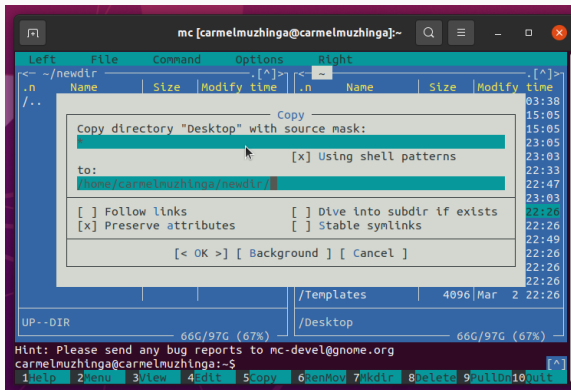 mc [carmelmuzhinga@carmelmuzhinga]:~
Left File Command Options Right
<- ~/newdir .[^]> <- ~ .[^]>
.n Name Size Modify time .n Name Size Modify time
/.. 03:38
15:05
15:05
23:05
23:03
22:33
22:47
23:03
22:26
22:26
22:49
22:26
22:26
22:26
Copy
Copy directory "Desktop" with source mask:
*
[x] Using shell patterns
to:
/home/carmelmuzhinga/newdir/
[ ] Follow links [ ] Dive into subdir if exists
[x] Preserve attributes [ ] Stable symlinks
[< OK >] [ Background ] [ Cancel ]
/Templates 4096 Mar 2 22:26
UP--DIR /Desktop
66G/97G (67%) 66G/97G (67%)
Hint: Please send any bug reports to mc-devel@gnome.org
carmelmuzhinga@carmelmuzhinga:~$ [^]
1Help 2Menu 3View 4Edit 5Copy 6RenMov 7Mkdir 8Delete 9PullDn 10Quit